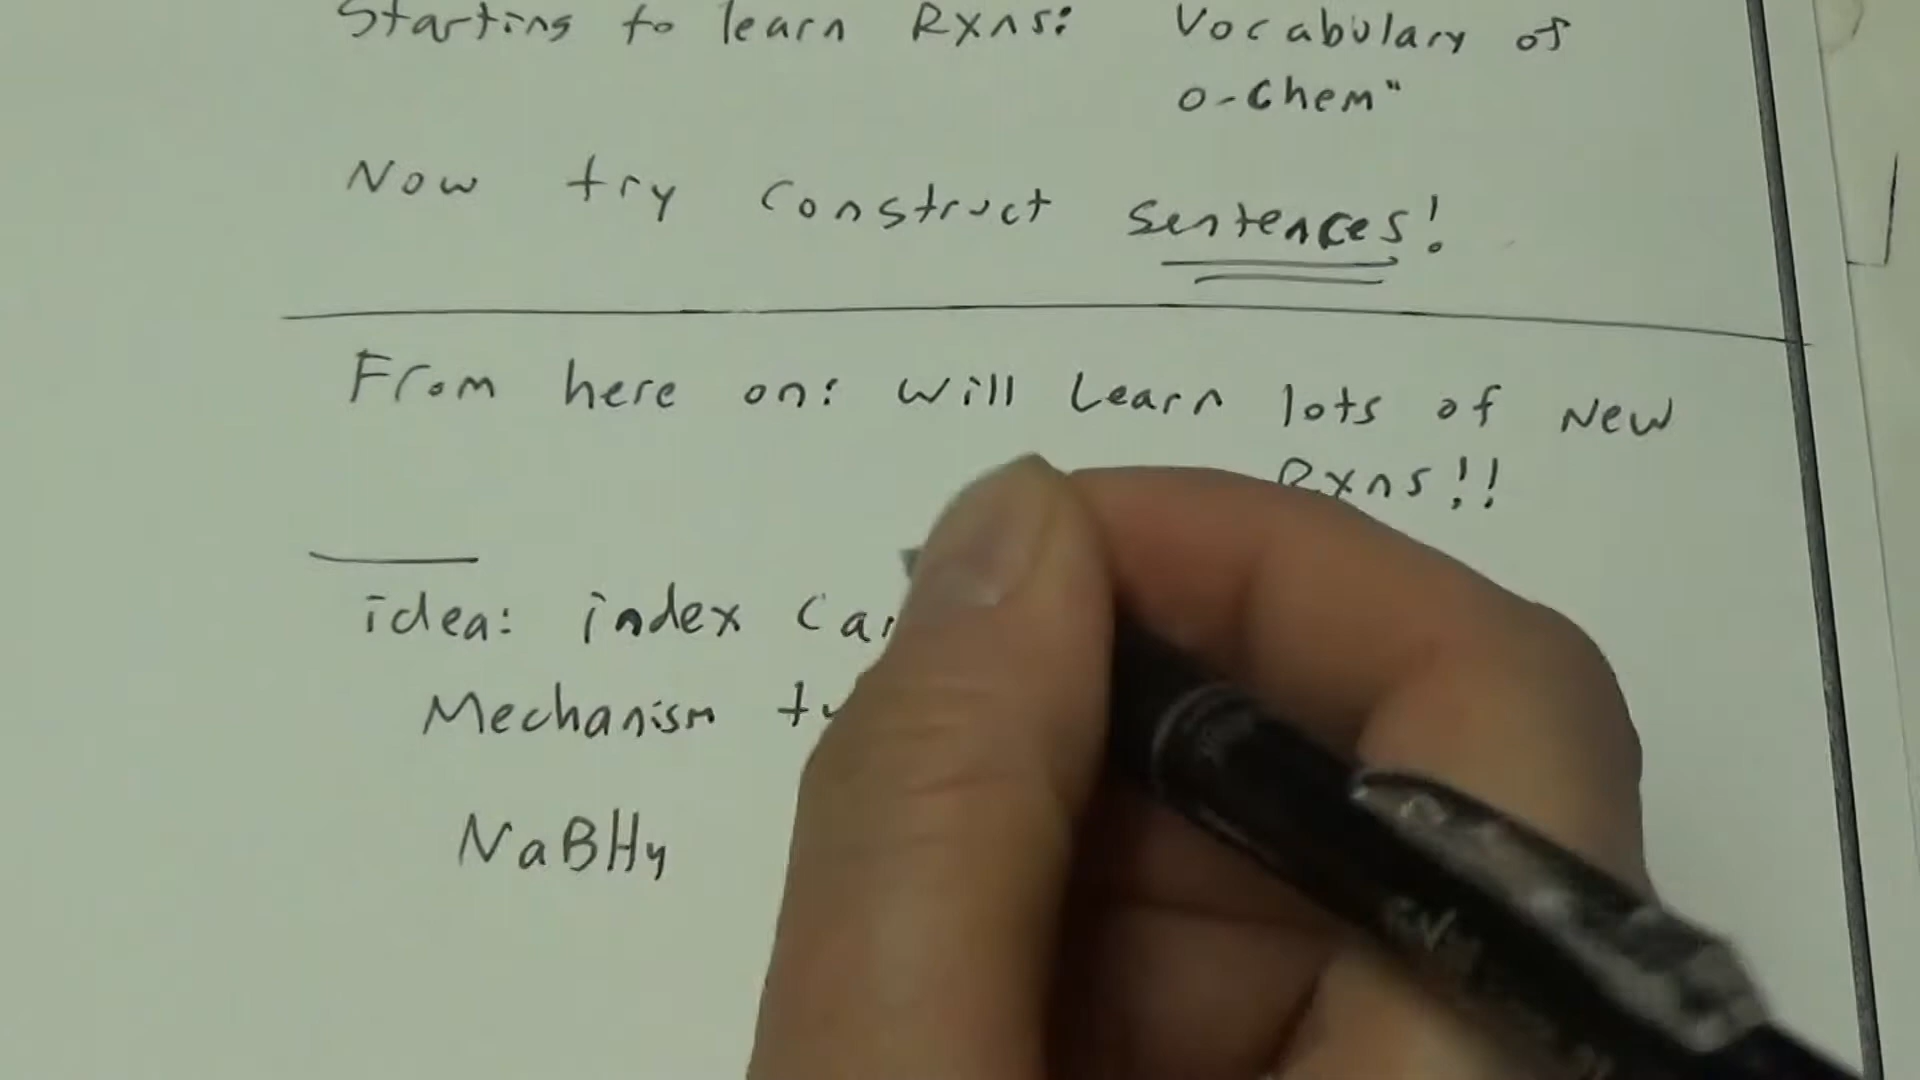 Starting to learn Rxns: Vocabulary of
o-Chem"
Now try construct sentences!
From here on: will Learn lots of New
Rxns!!
idea: index
Mechanism
NaBH4